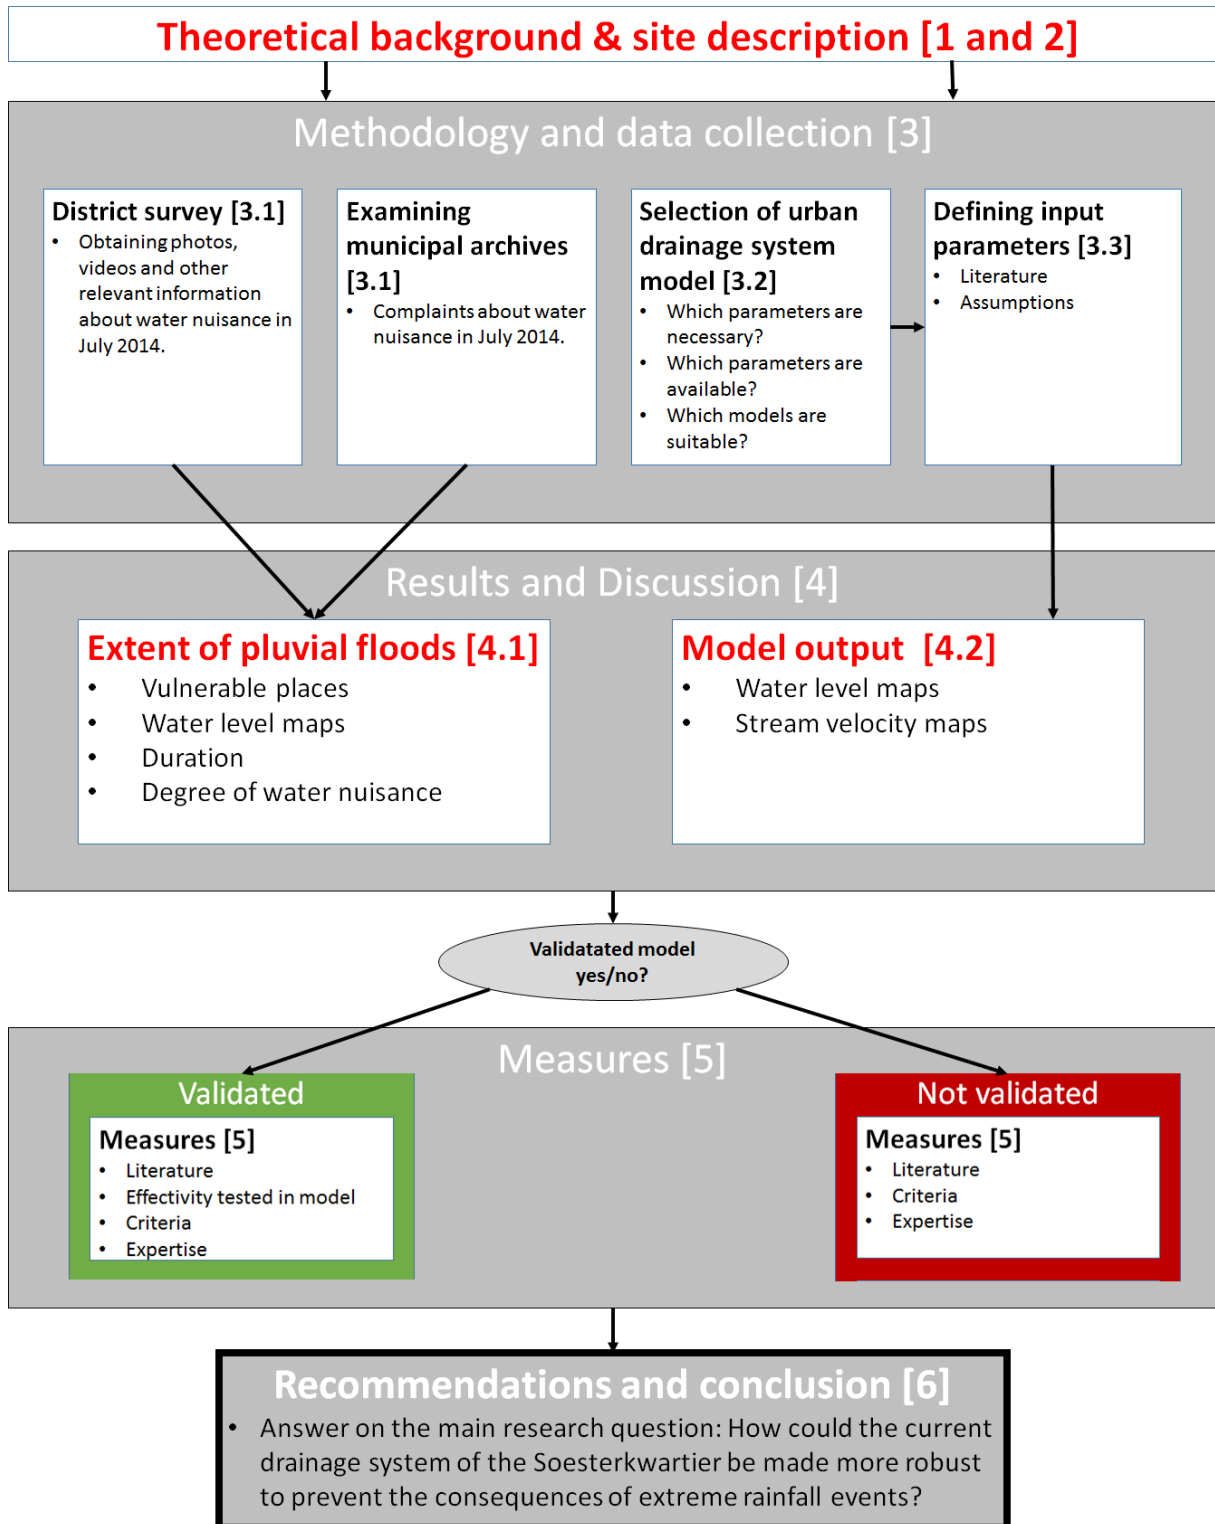 Theoretical background & site description [1 and 2]
Methodology and data collection [3]
District survey [3.1]
• Obtaining photos,
videos and other
relevant information
about water nuisance in
July 2014.
Examining
municipal archives
[3.1]
• Complaints about water
nuisance in July 2014.
Selection of urban
drainage system
model [3.2]
• Which parameters are
necessary?
• Which parameters are
available?
• Which models are
suitable?
Defining input
parameters [3.3]
• Literature
• Assumptions
Results and Discussion [4]
Extent of pluvial floods [4.1]
• Vulnerable places
• Water level maps
• Duration
• Degree of water nuisance
Model output [4.2]
• Water level maps
• Stream velocity maps
Validatated model
yes/no?
Measures [5]
Validated
Measures [5]
• Literature
• Effectivity tested in model
• Criteria
• Expertise
Not validated
Measures [5]
• Literature
• Criteria
• Expertise
Recommendations and conclusion [6]
• Answer on the main research question: How could the current
drainage system of the Soesterkwartier be made more robust
to prevent the consequences of extreme rainfall events?